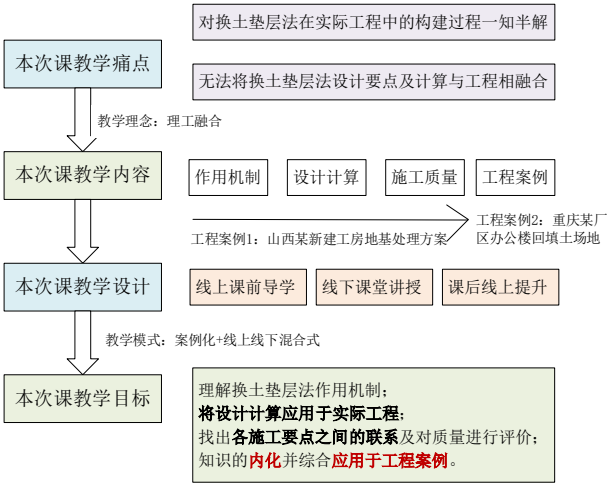 对换土垫层法在实际工程中的构建过程一知半解
本次课教学痛点
无法将换土垫层法设计要点及计算与工程相融合
教学理念：理工融合
本次课教学内容
作用机制
设计计算
施工质量
工程案例
工程案例1：山西某新建工房地基处理方案
工程案例2：重庆某厂
区办公楼回填土场地
本次课教学设计
线上课前导学
线下课堂讲授
课后线上提升
教学模式：案例化+线上线下混合式
本次课教学目标
理解换土垫层法作用机制；
将设计计算应用于实际工程；
找出各施工要点之间的联系及对质量进行评价；
知识的内化并综合应用于工程案例。